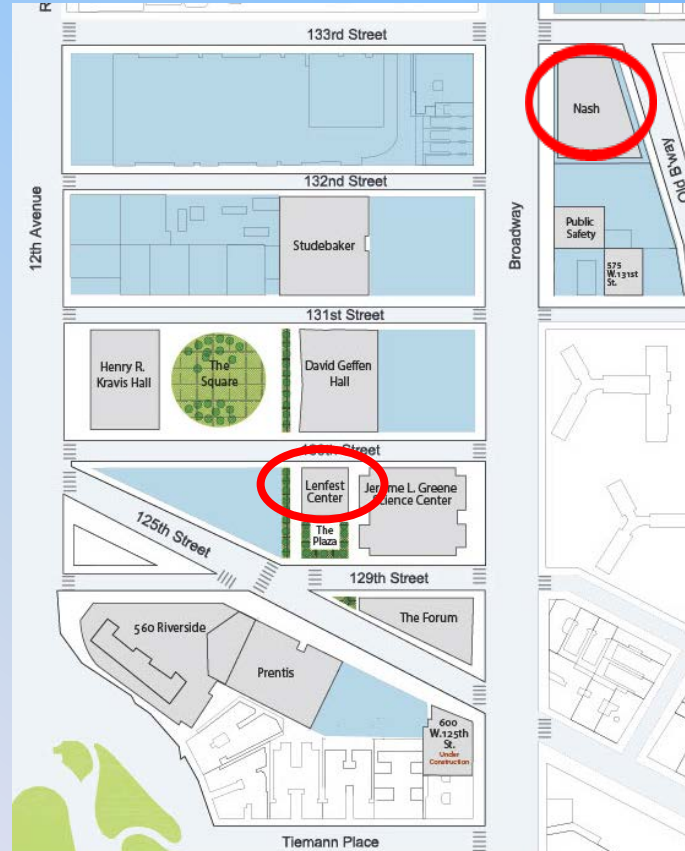 R
133rd Street
Nash
Old B'way
132nd Street
12th Avenue
Broadway
Studebaker
Public
Safety
575
W.131st
St.
131st Street
Henry R.
Kravis Hall
The
Square
David Geffen
Hall
Street
Lenfest
Center
Jerome L. Greene
Science Center
The
Plaza
125th Street
129th Street
560 Riverside
The Forum
Prentis
600
W.125th
St.
Under
Construction
Tiemann Place